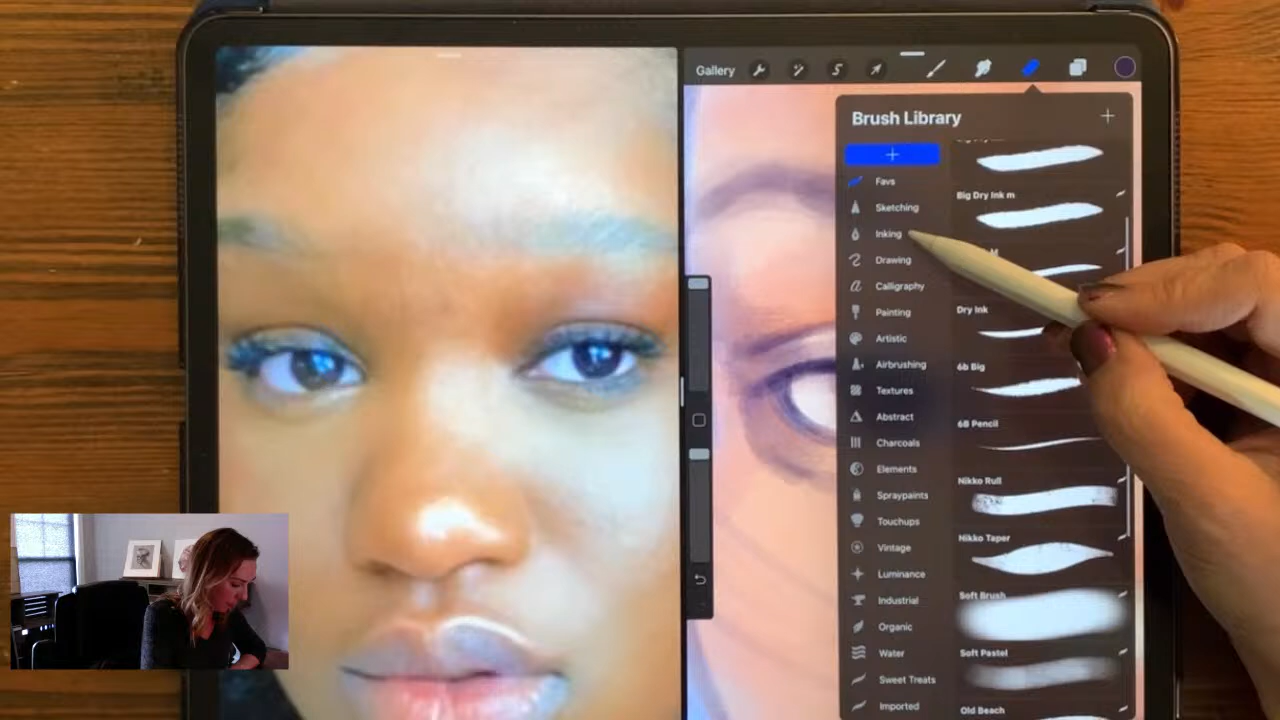 Gallery
Brush Library
Favs
Sketching
Inking
Drawing
Calligraphy
Painting
Artistic
Airbrushing
Textures
Abstract
Charcoals
Elements
Spraypaints
Touchups
Vintage
Luminance
Industrial
Organic
Water
Sweet Treats
Imported
Big Dry Ink m
Dry Ink
6b Big
6B Pencil
Nikko Rull
Nikko Taper
Soft Brush
Soft Pastel
Old Beach